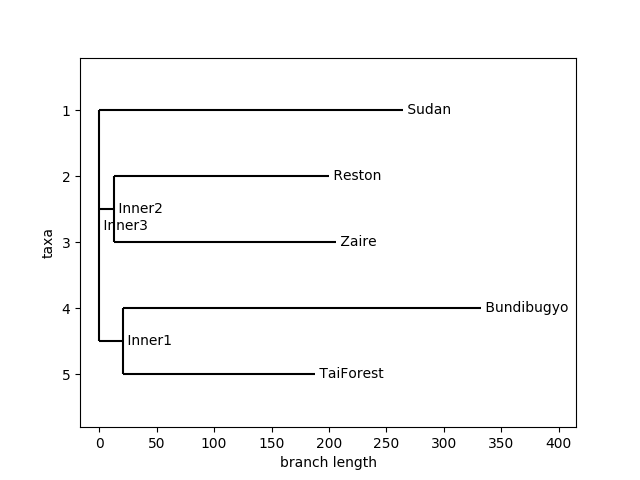 1
Sudan
2
Reston
Inner2
Inner3
taxa
3
Zaire
4
Bundibugyo
Inner1
5
TaiForest
0 50 100 150 200 250 300 350 400
branch length